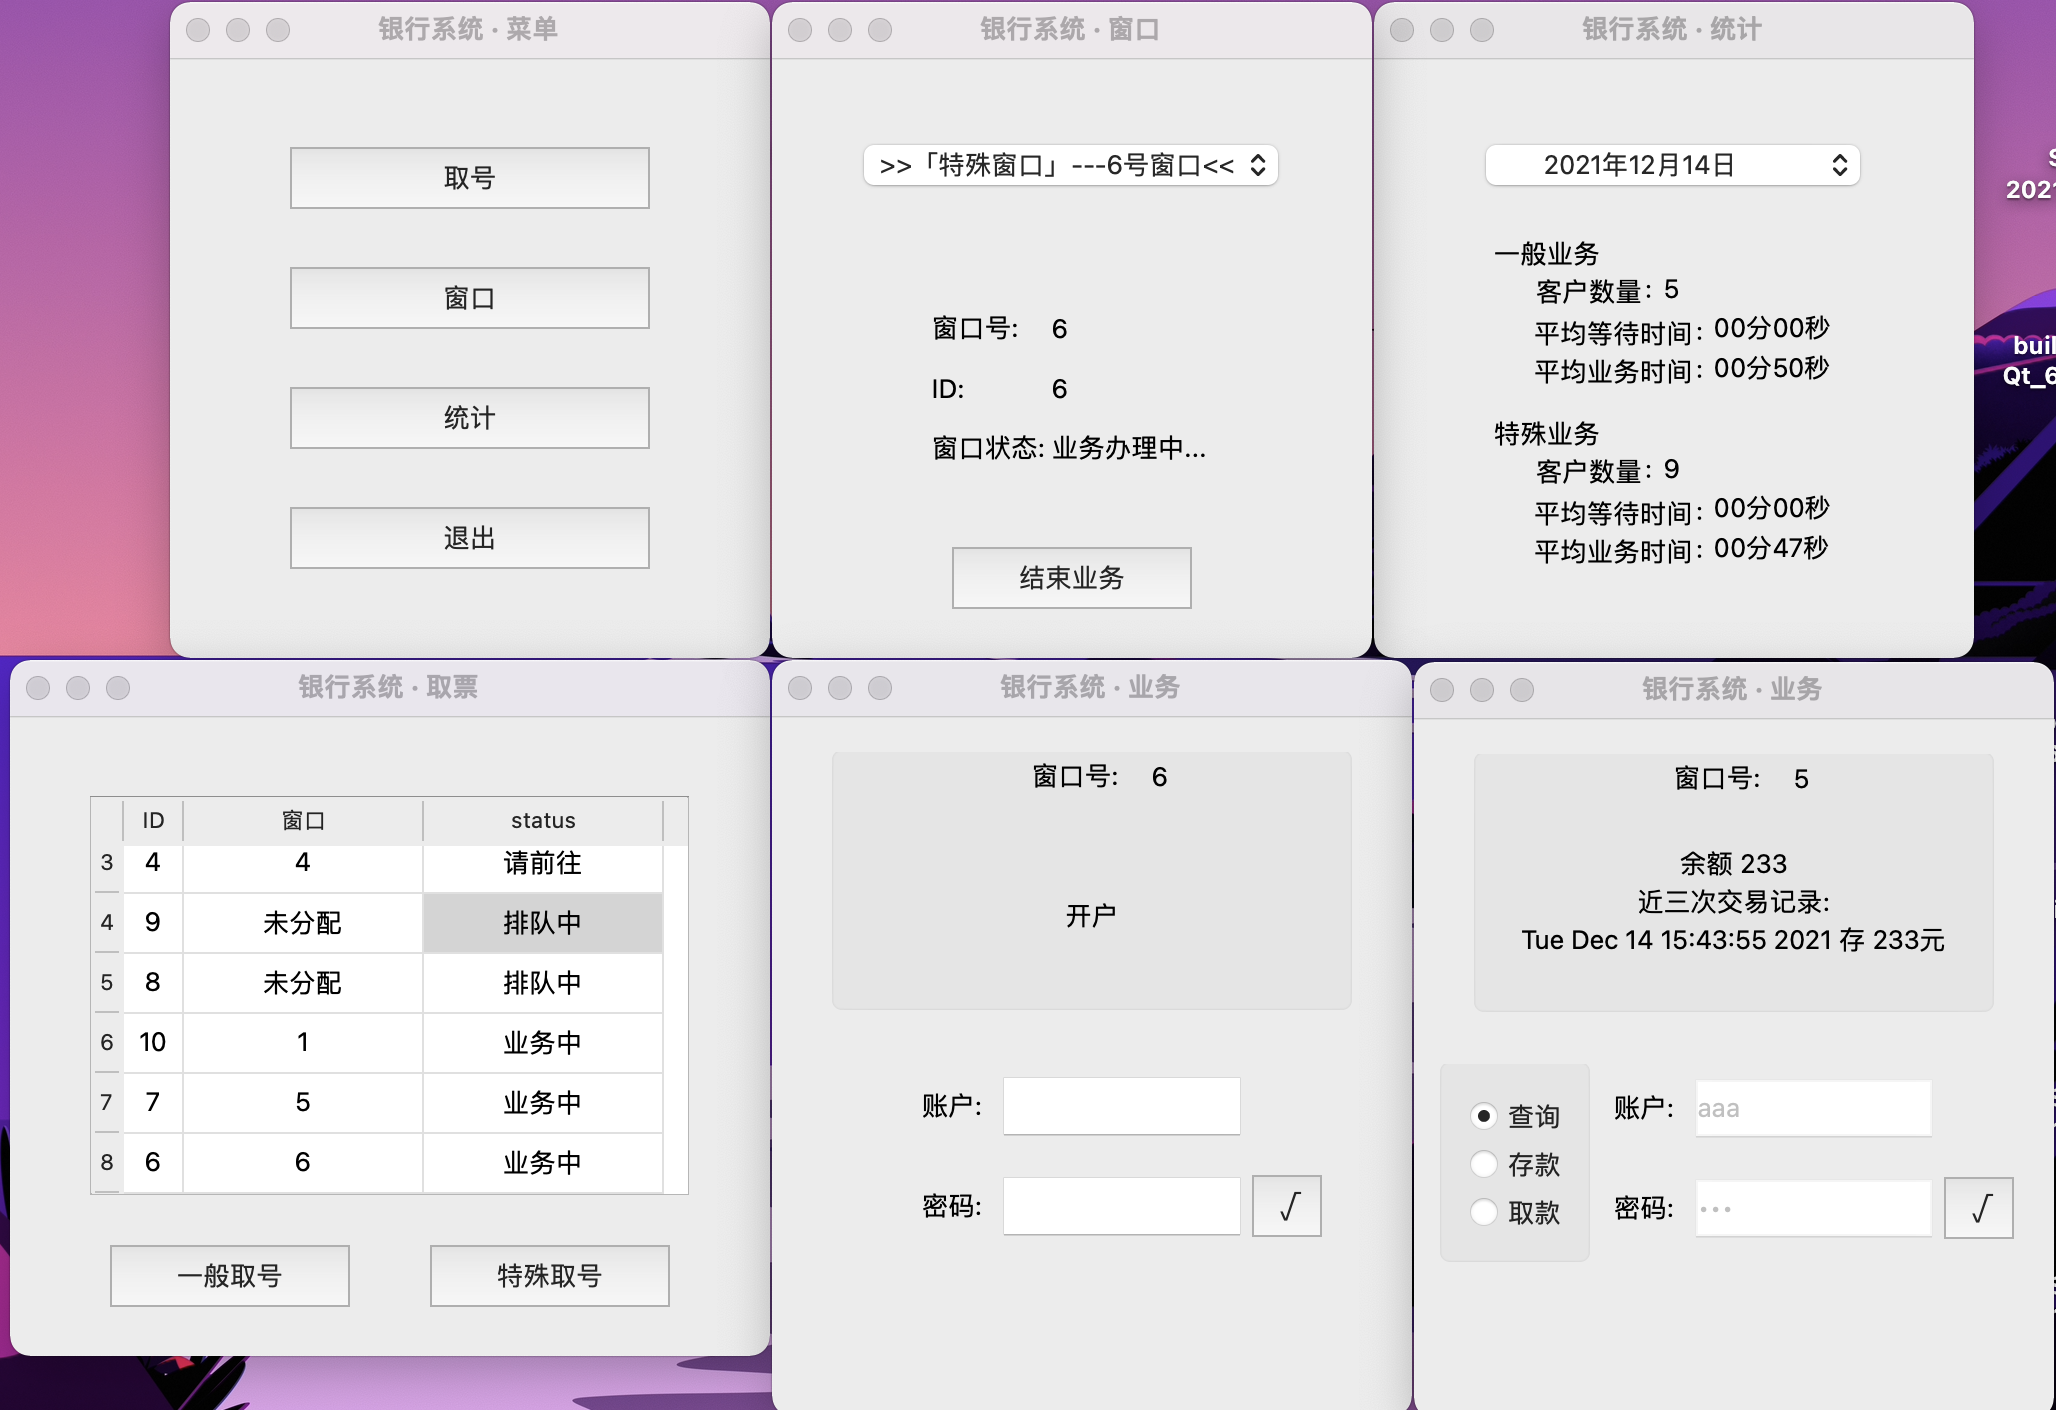 银行系统 · 菜单
取号
窗口
统计
退出
银行系统 · 窗口
>>「特殊窗口」---6号窗口<<
窗口号: 6
ID: 6
窗口状态: 业务办理中...
结束业务
银行系统 · 统计
2021年12月14日
一般业务
客户数量: 5
平均等待时间: 00分00秒
平均业务时间: 00分50秒
特殊业务
客户数量: 9
平均等待时间: 00分00秒
平均业务时间: 00分47秒
buil
Qt_6
银行系统 · 取票
ID 窗口 status
3 4 4 请前往
4 9 未分配 排队中
5 8 未分配 排队中
6 10 1 业务中
7 7 5 业务中
8 6 6 业务中
一般取号 特殊取号
银行系统 · 业务
窗口号: 6
开户
账户:
密码: √
银行系统 · 业务
窗口号: 5
余额 233
近三次交易记录:
Tue Dec 14 15:43:55 2021 存 233元
查询
存款
取款
账户: aaa
密码: ••• √